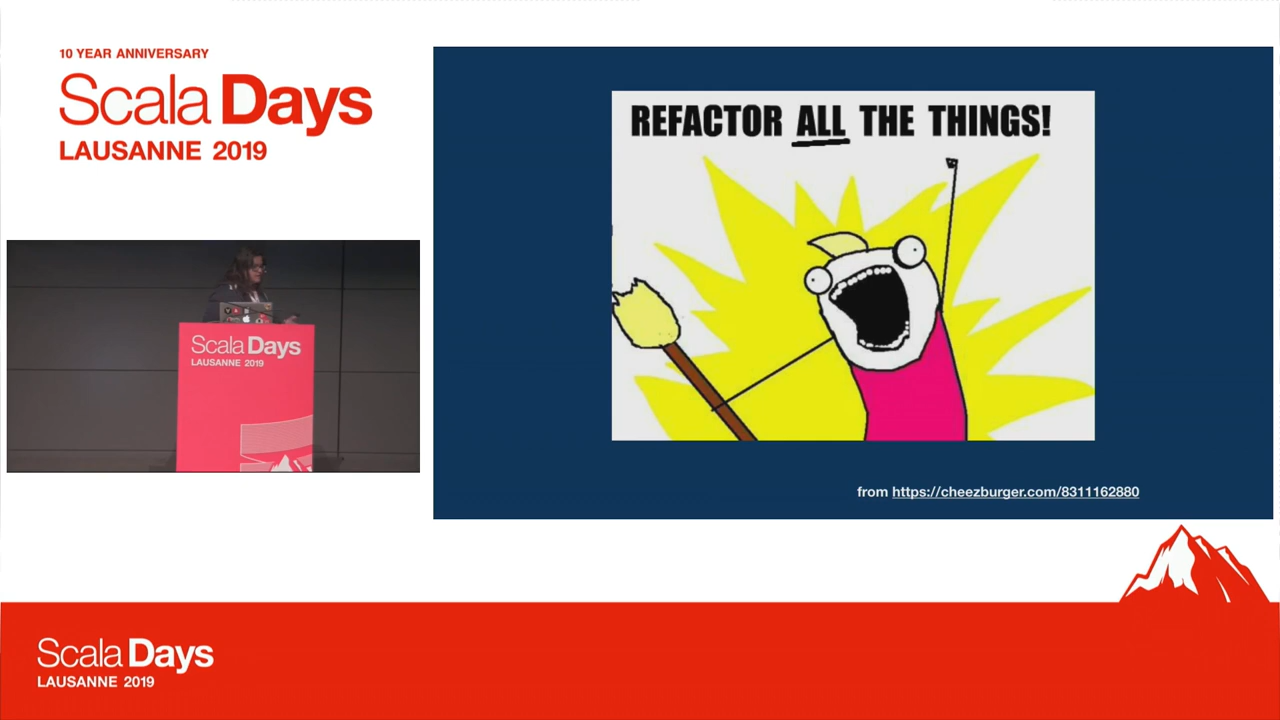 10 YEAR ANNIVERSARY
Scala Days
LAUSANNE 2019
REFACTOR ALL THE THINGS!
from https://cheezburger.com/8311162880
Scala Days
LAUSANNE 2019
Scala Days
LAUSANNE 2019